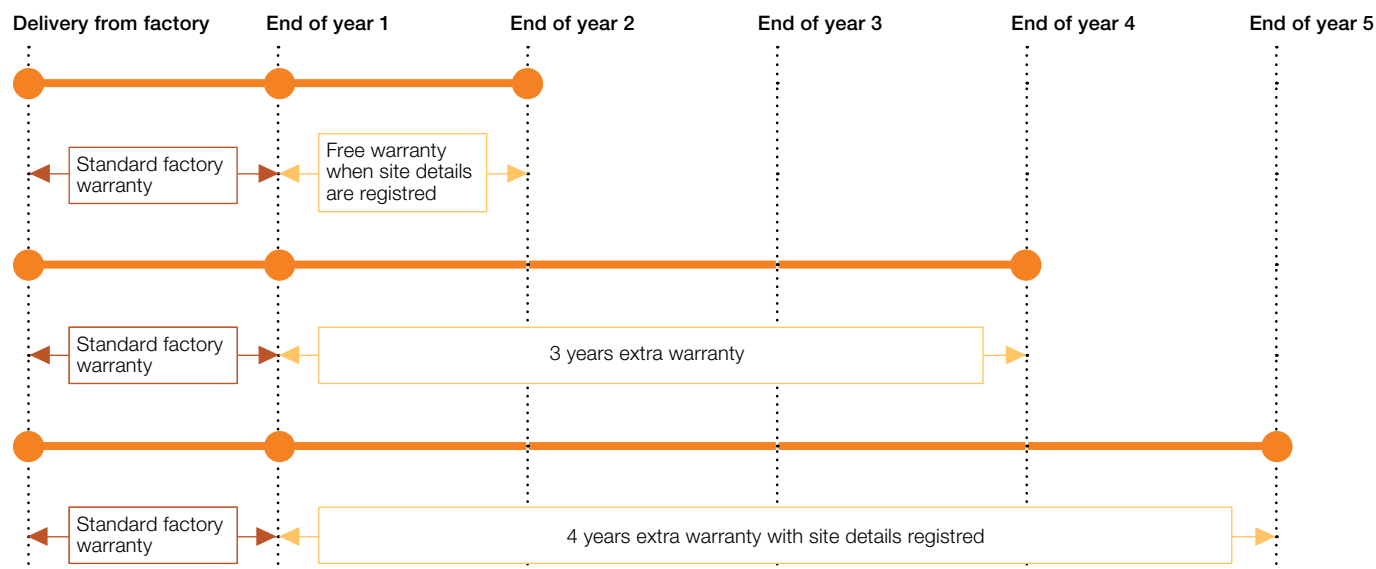 Delivery from factory
End of year 1
End of year 2
End of year 3
End of year 4
End of year 5
Standard factory
warranty
Free warranty
when site details
are registred
Standard factory
warranty
3 years extra warranty
Standard factory
warranty
4 years extra warranty with site details registred